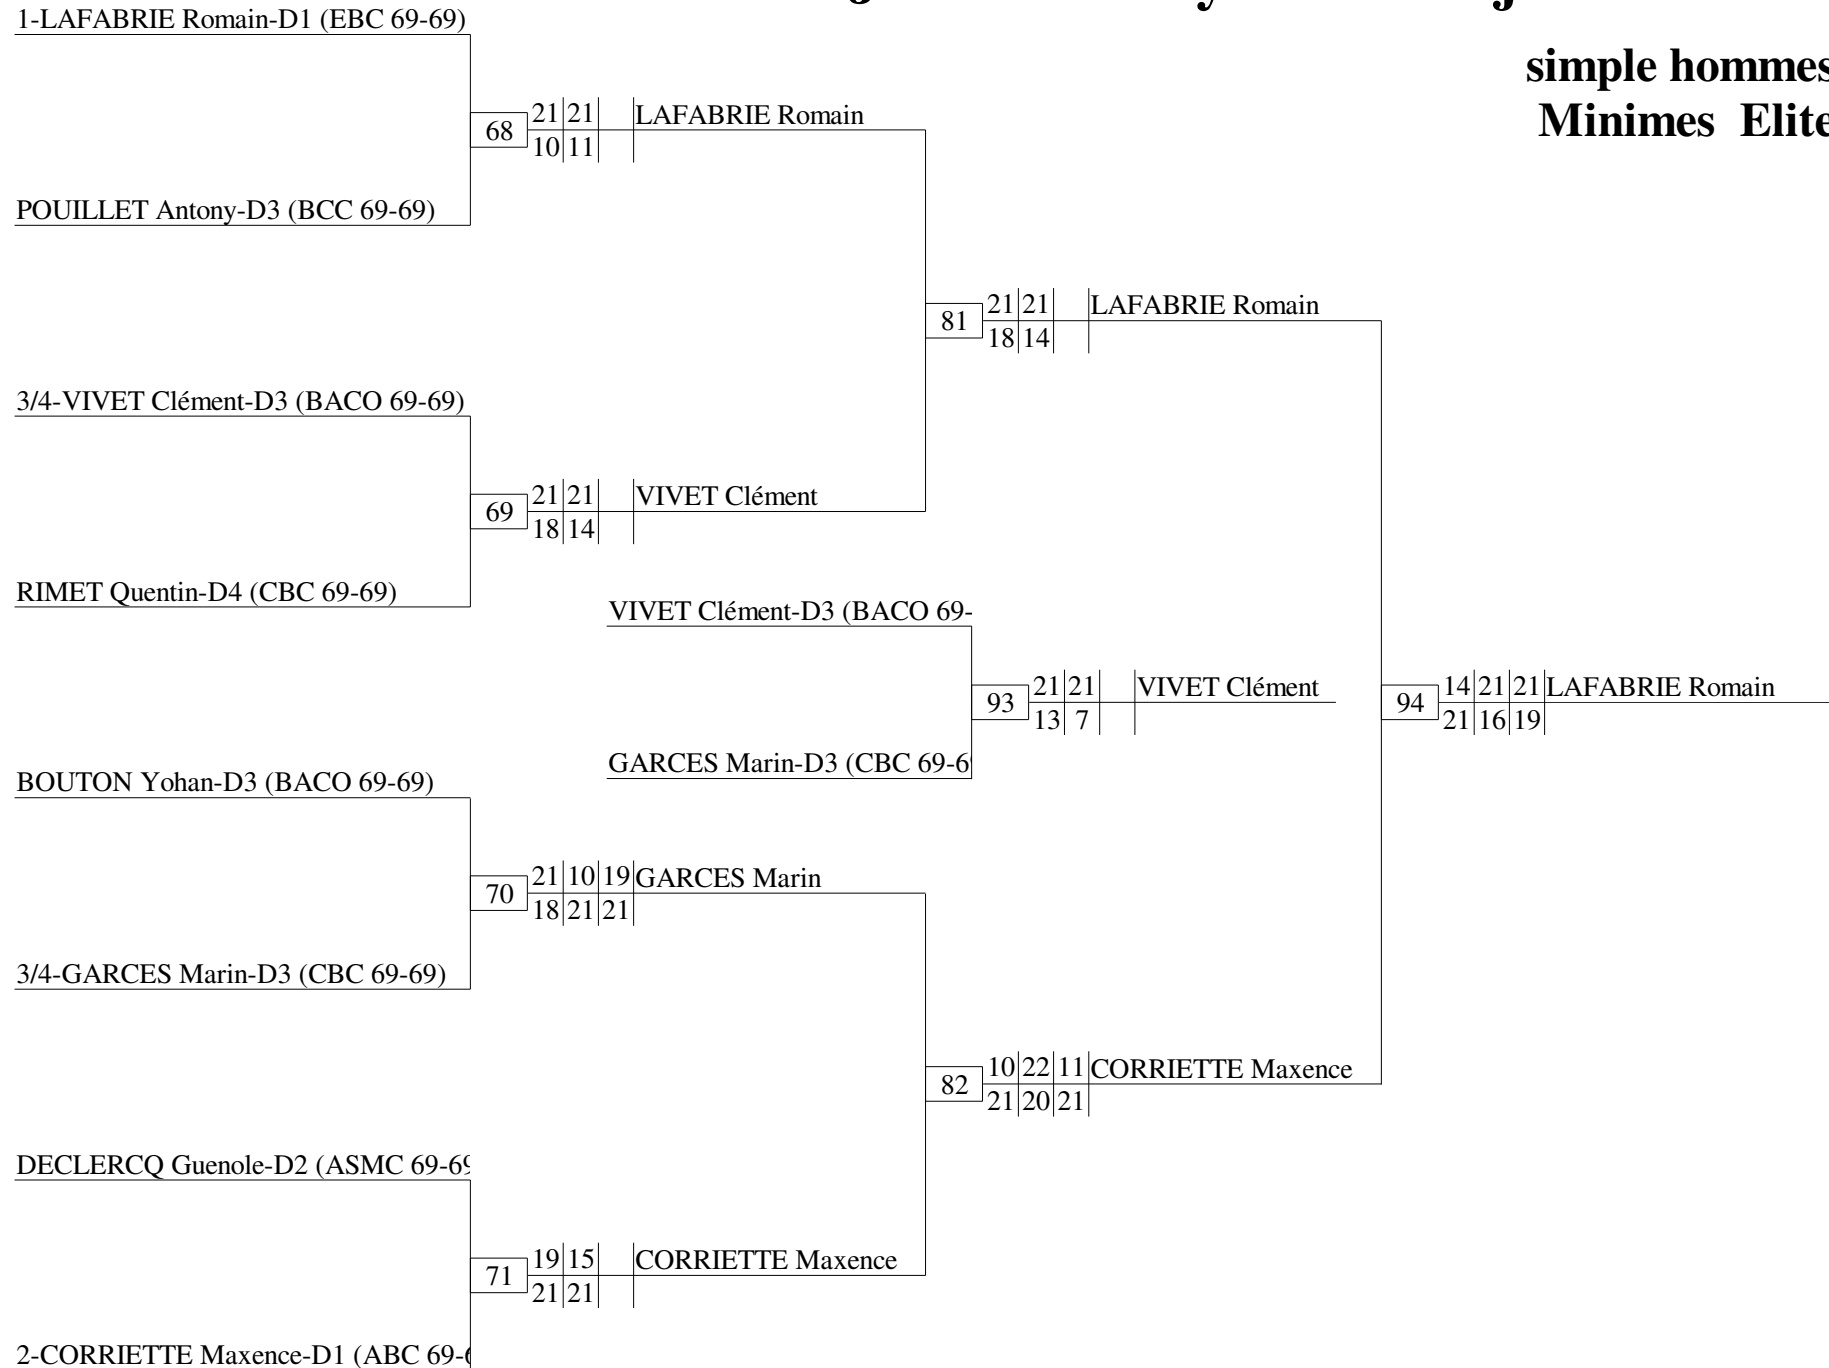 1-LAFABRIE Romain-D1 (EBC 69-69)
simple hommes
Minimes Elite
68
21 21
10 11
LAFABRIE Romain
POUILLET Antony-D3 (BCC 69-69)
81
21 21
18 14
LAFABRIE Romain
3/4-VIVET Clément-D3 (BACO 69-69)
69
21 21
18 14
VIVET Clément
RIMET Quentin-D4 (CBC 69-69)
VIVET Clément-D3 (BACO 69-
93
21 21
13 7
VIVET Clément
94
14 21 21
21 16 19
LAFABRIE Romain
GARCES Marin-D3 (CBC 69-6
BOUTON Yohan-D3 (BACO 69-69)
70
21 10 19
18 21 21
GARCES Marin
3/4-GARCES Marin-D3 (CBC 69-69)
82
10 22 11
21 20 21
CORRIETTE Maxence
DECLERCQ Guenole-D2 (ASMC 69-69
71
19 15
21 21
CORRIETTE Maxence
2-CORRIETTE Maxence-D1 (ABC 69-6